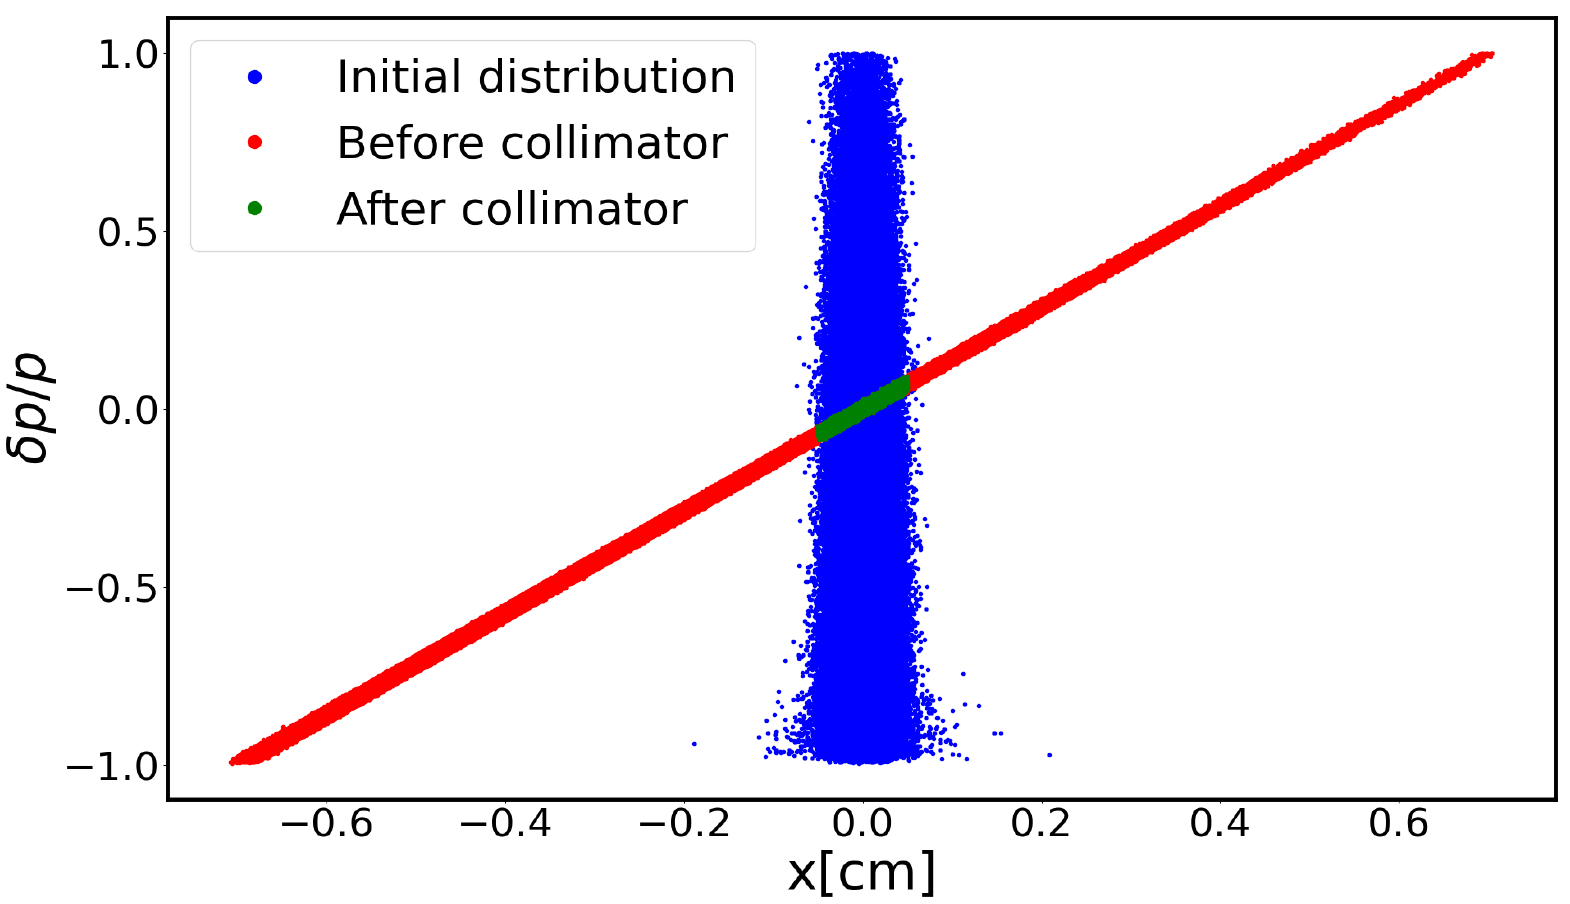 Initial distribution
Before collimator
After collimator
1.0
0.5
0.0
−0.5
−1.0
δp/p
−0.6 −0.4 −0.2 0.0 0.2 0.4 0.6
x[cm]